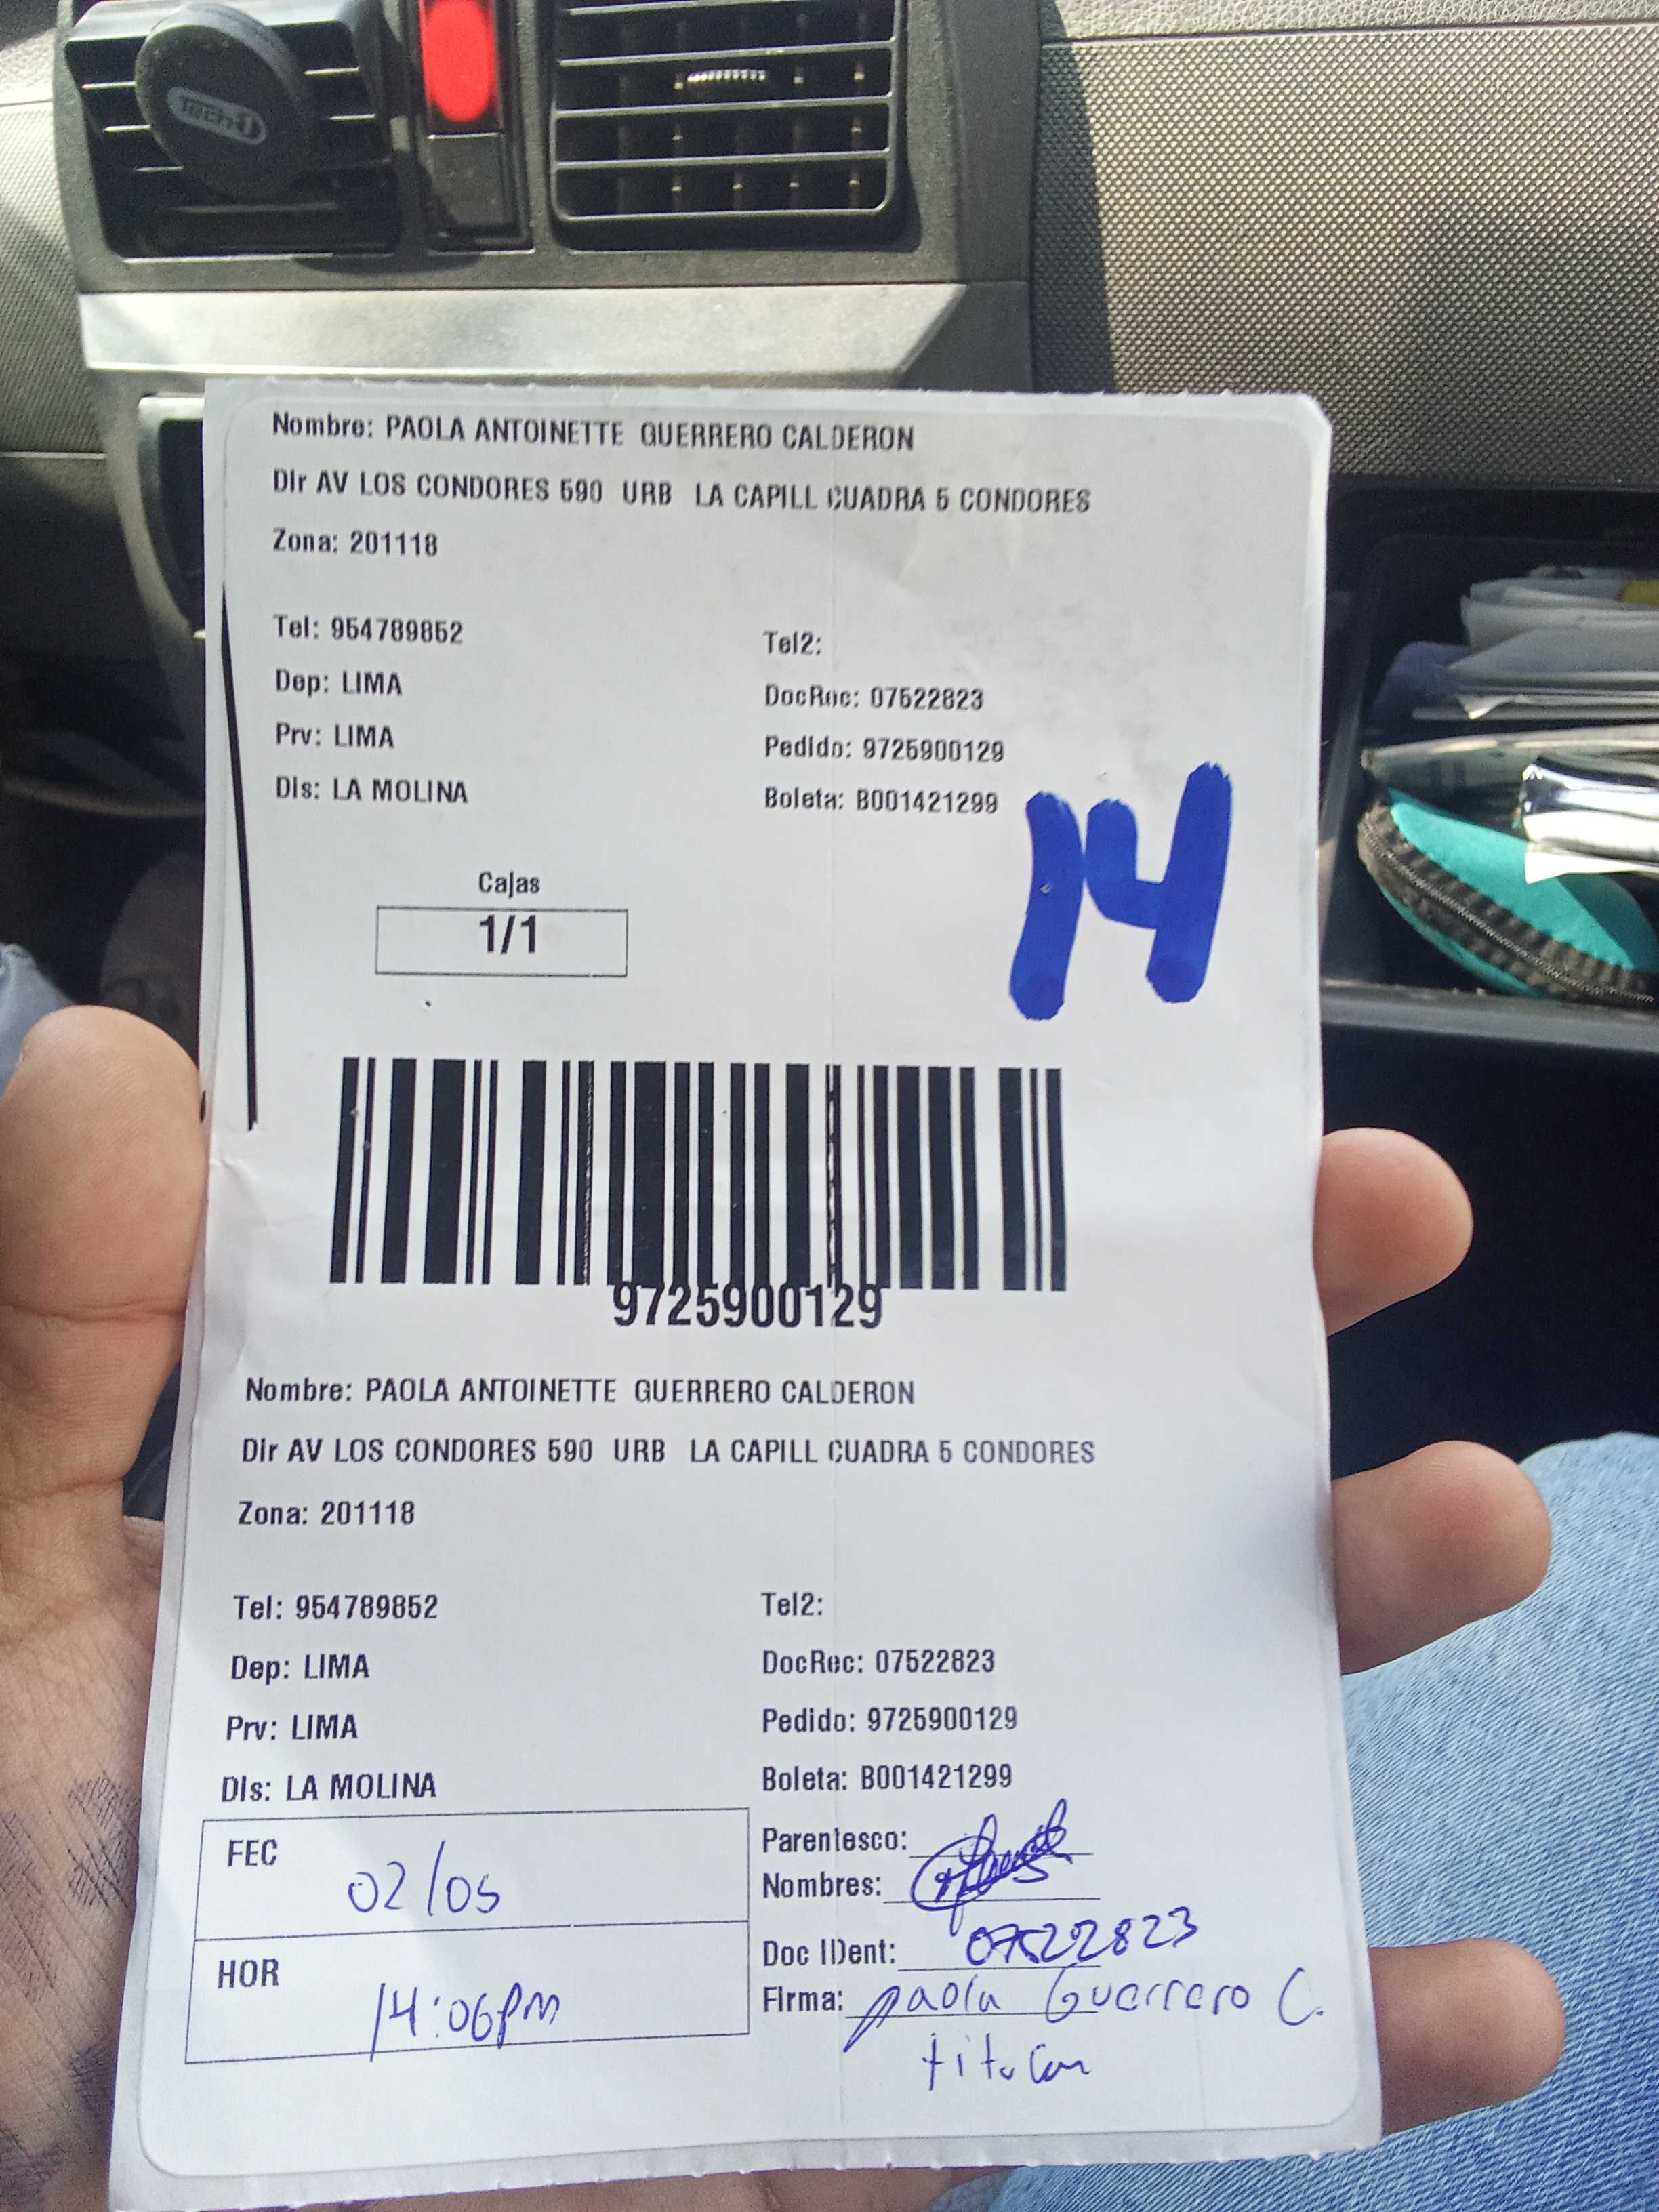 Tech1
Nombre: PAOLA ANTOINETTE GUERRERO CALDERON
Dir AV LOS CONDORES 590 URB LA CAPILL CUADRA 5 CONDORES
Zona: 201118
Tel: 954789852
Tel2:
Dep: LIMA
DocRec: 07522823
Prv: LIMA
Pedido: 9725900129
Dis: LA MOLINA
Boleta: B001421299
14
Cajas
1/1
9725900129
Nombre: PAOLA ANTOINETTE GUERRERO CALDERON
Dir AV LOS CONDORES 590 URB LA CAPILL CUADRA 5 CONDORES
Zona: 201118
Tel: 954789852
Tel2:
Dep: LIMA
DocRec: 07522823
Prv: LIMA
Pedido: 9725900129
Dis: LA MOLINA
Boleta: B001421299
FEC 02/05
Parentesco:
Nombres:
HOR 14:06pm
Doc IDent: 07522823
Firma: paola Guerrero C.
titular